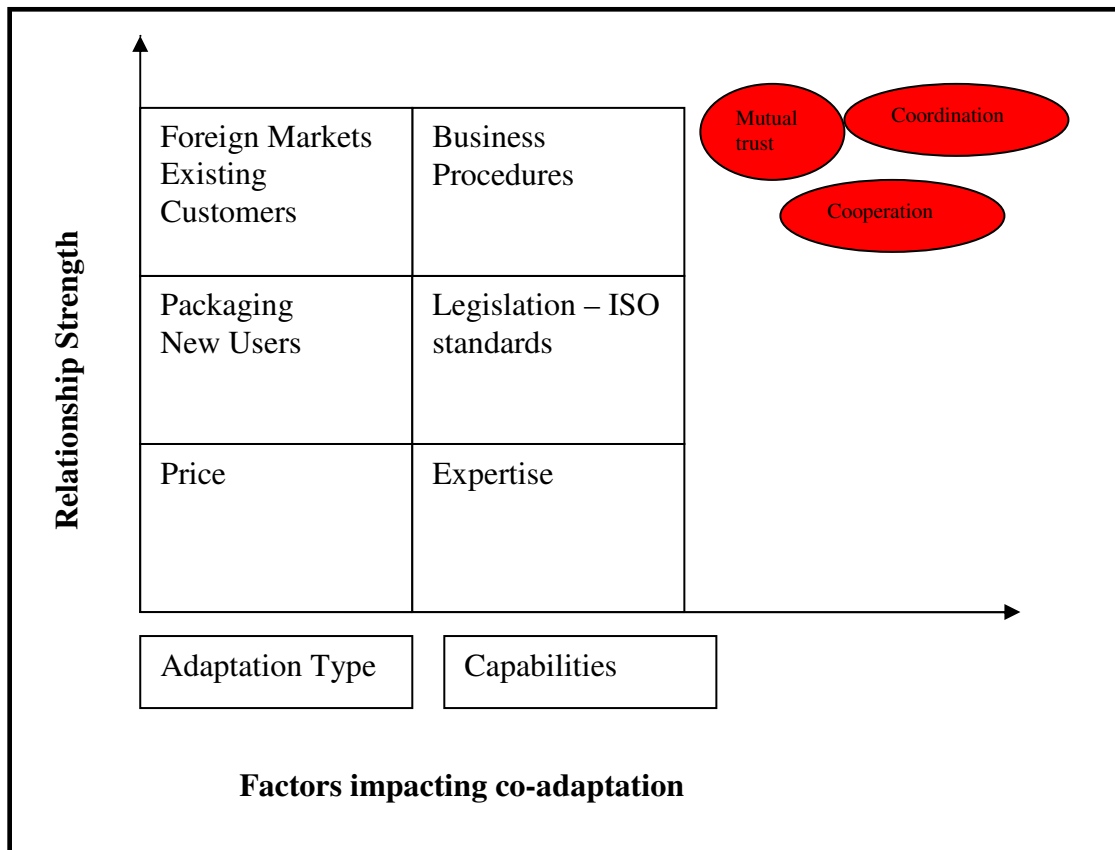 Relationship Strength
Foreign Markets
Existing
Customers
Business
Procedures
Mutual
trust
Coordination
Cooperation
Packaging
New Users
Legislation – ISO
standards
Price
Expertise
Adaptation Type
Capabilities
Factors impacting co-adaptation